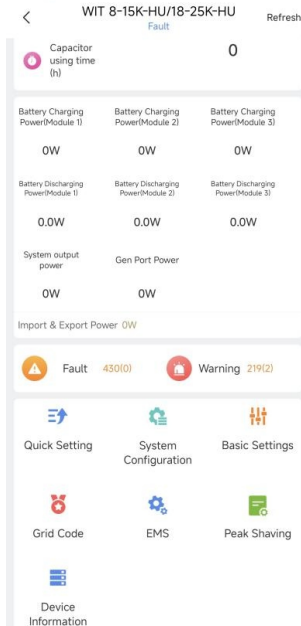 WIT 8-15K-HU/18-25K-HU
Refresh
Fault
Capacitor
using time
(h)
0
Battery Charging
Power(Module 1)
Battery Charging
Power(Module 2)
Battery Charging
Power(Module 3)
0W
0W
0W
Battery Discharging
Power(Module 1)
Battery Discharging
Power(Module 2)
Battery Discharging
Power(Module 3)
0.0W
0.0W
0.0W
System output
power
Gen Port Power
0W
0W
Import & Export Power 0W
Fault 430(0)
Warning 219(2)
Quick Setting
System
Configuration
Basic Settings
Grid Code
EMS
Peak Shaving
Device
Information